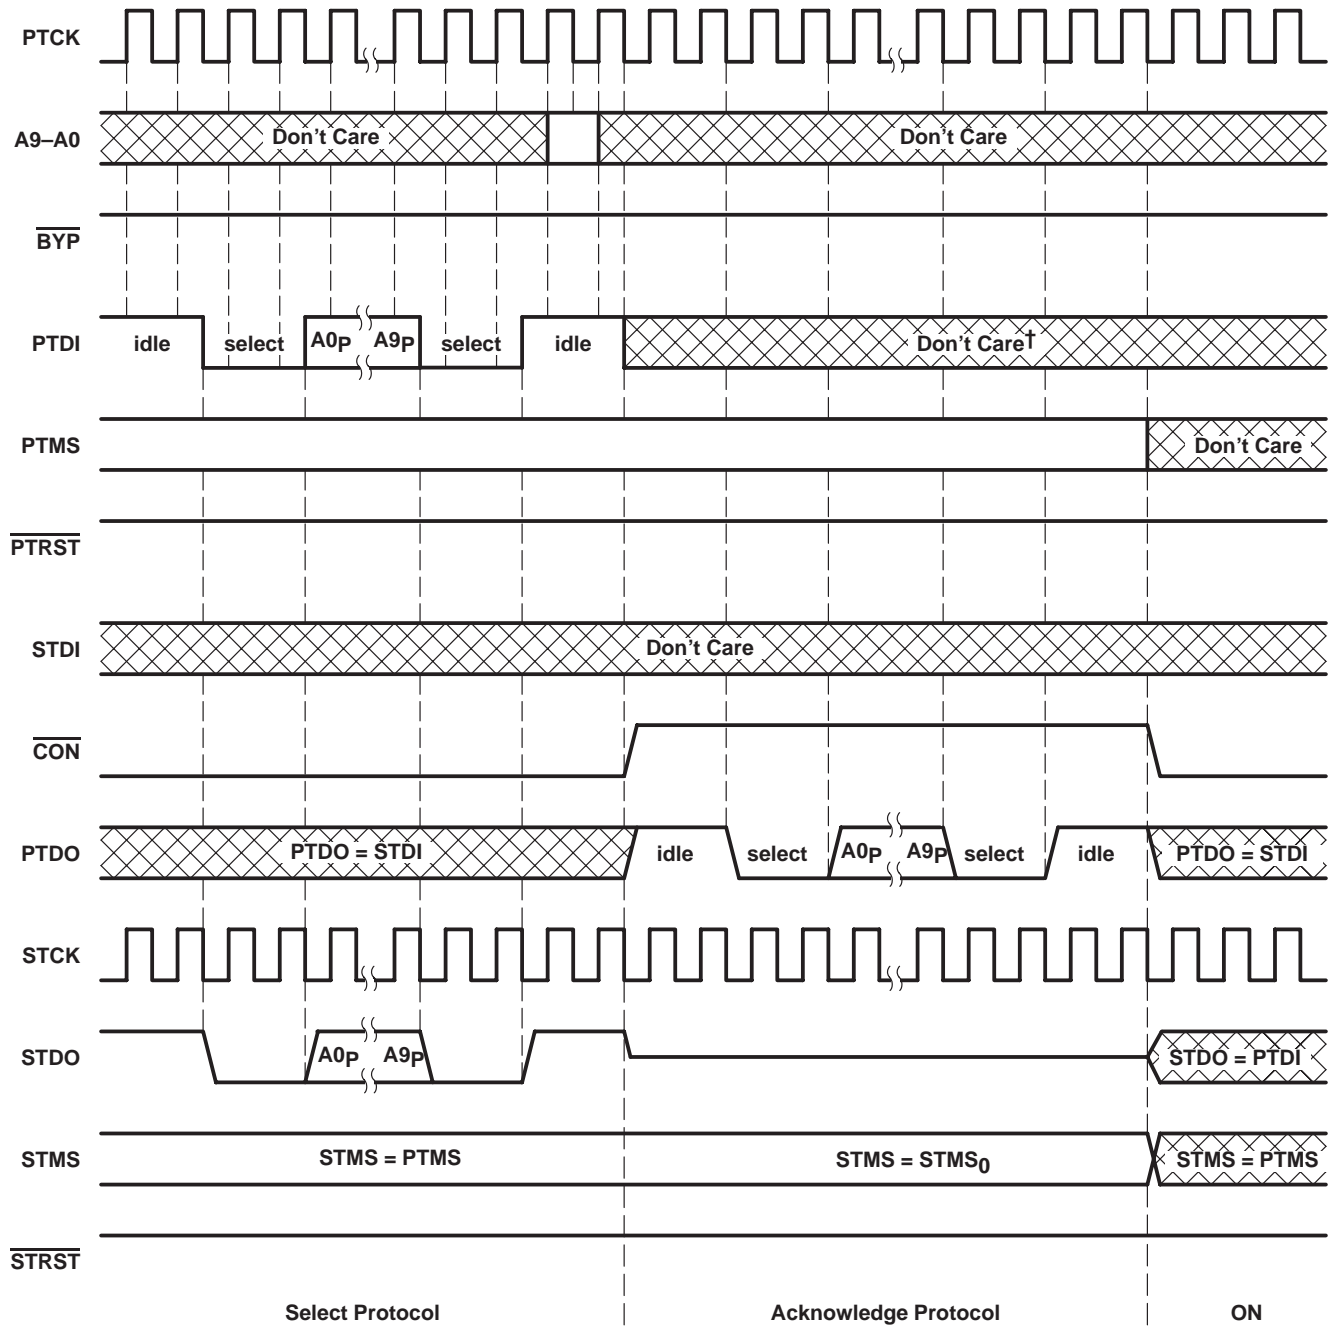 PTCK
A9–A0 Don't Care Don't Care
BYP
PTDI idle select A0P A9P select idle Don't Care†
PTMS Don't Care
PTRST
STDI Don't Care
CON
PTDO PTDO = STDI idle select A0P A9P select idle PTDO = STDI
STCK
STDO A0P A9P STDO = PTDI
STMS STMS = PTMS STMS = STMS0 STMS = PTMS
STRST
Select Protocol Acknowledge Protocol ON